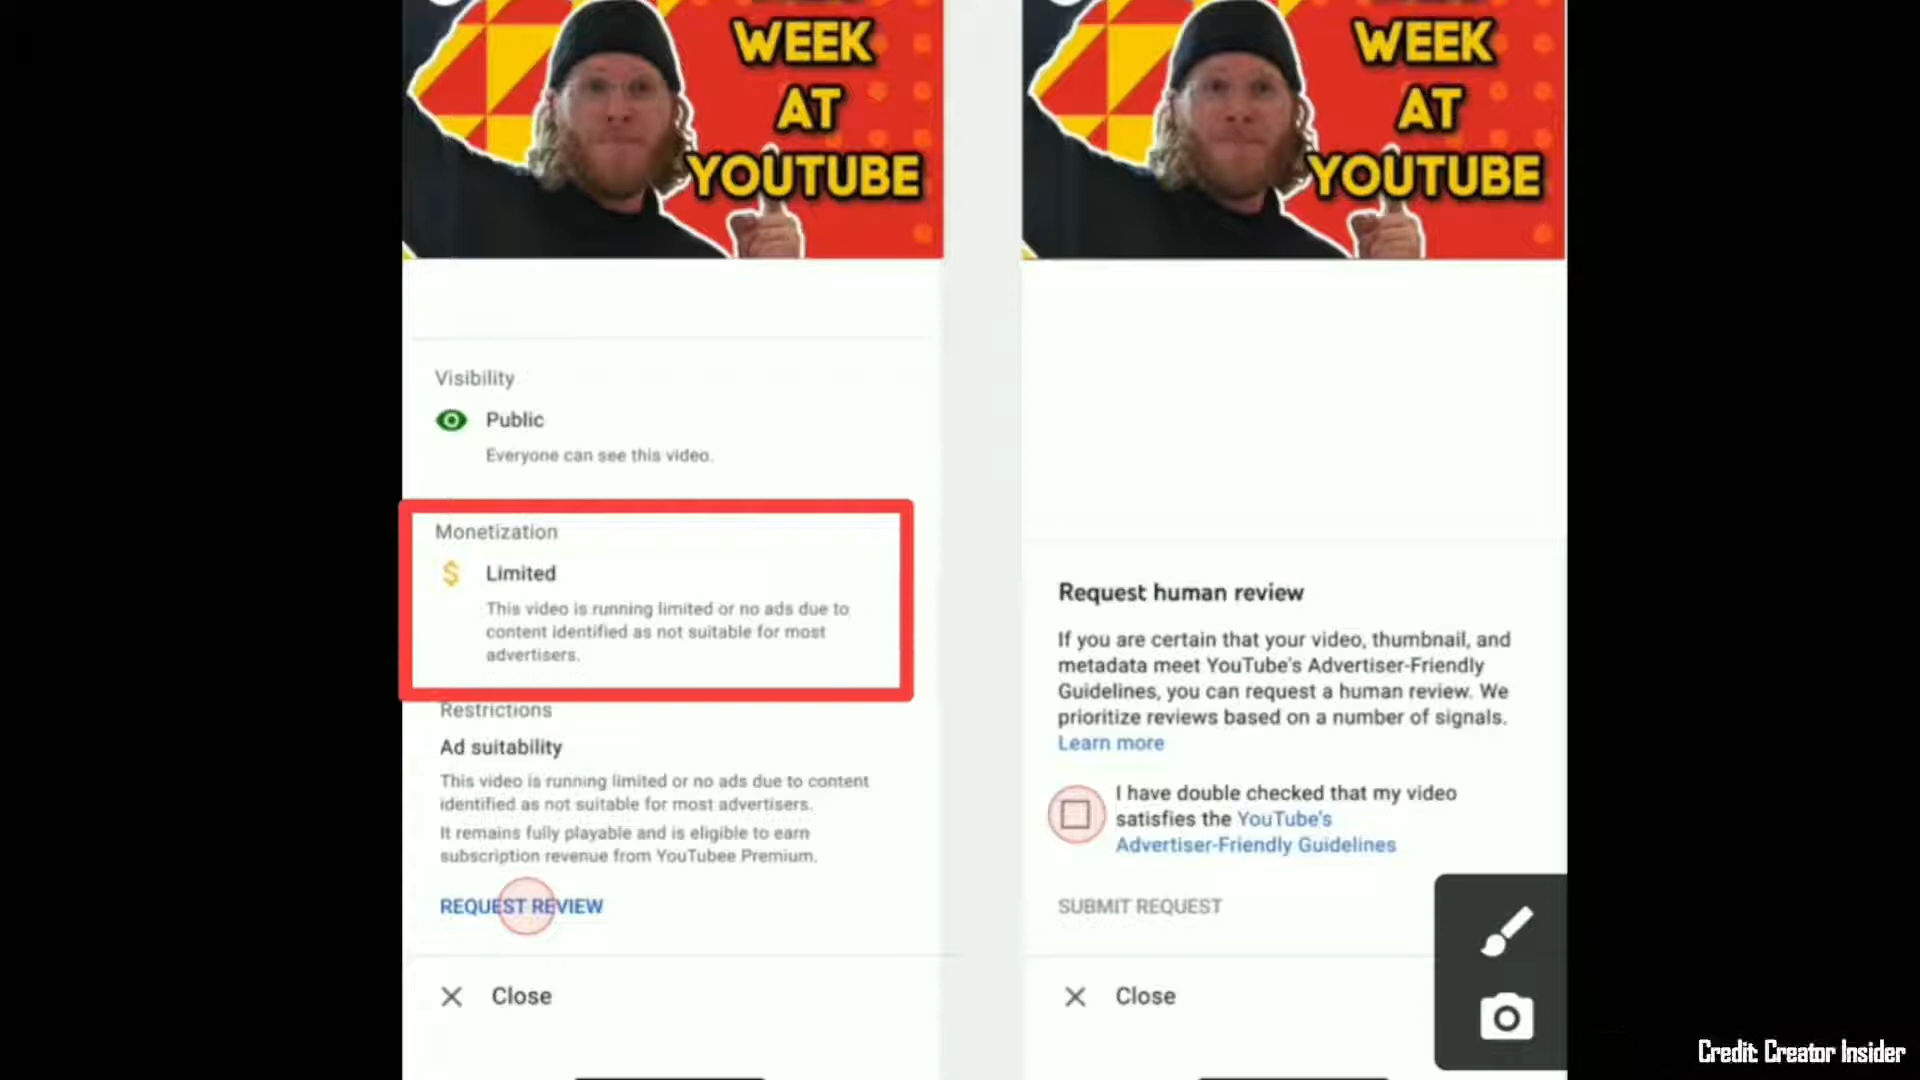 WEEK
AT
YOUTUBE
Visibility
Public
Everyone can see this video.
Monetization
$
Limited
This video is running limited or no ads due to
content identified as not suitable for most
advertisers.
Restrictions
Ad suitability
This video is running limited or no ads due to content
identified as not suitable for most advertisers.
It remains fully playable and is eligible to earn
subscription revenue from YouTubee Premium.
REQUEST REVIEW
Close
WEEK
AT
YOUTUBE
Request human review
If you are certain that your video, thumbnail, and
metadata meet YouTube's Advertiser-Friendly
Guidelines, you can request a human review. We
prioritize reviews based on a number of signals.
Learn more
I have double checked that my video
satisfies the YouTube's
Advertiser-Friendly Guidelines
SUBMIT REQUEST
Close
Credit: Creator Insider